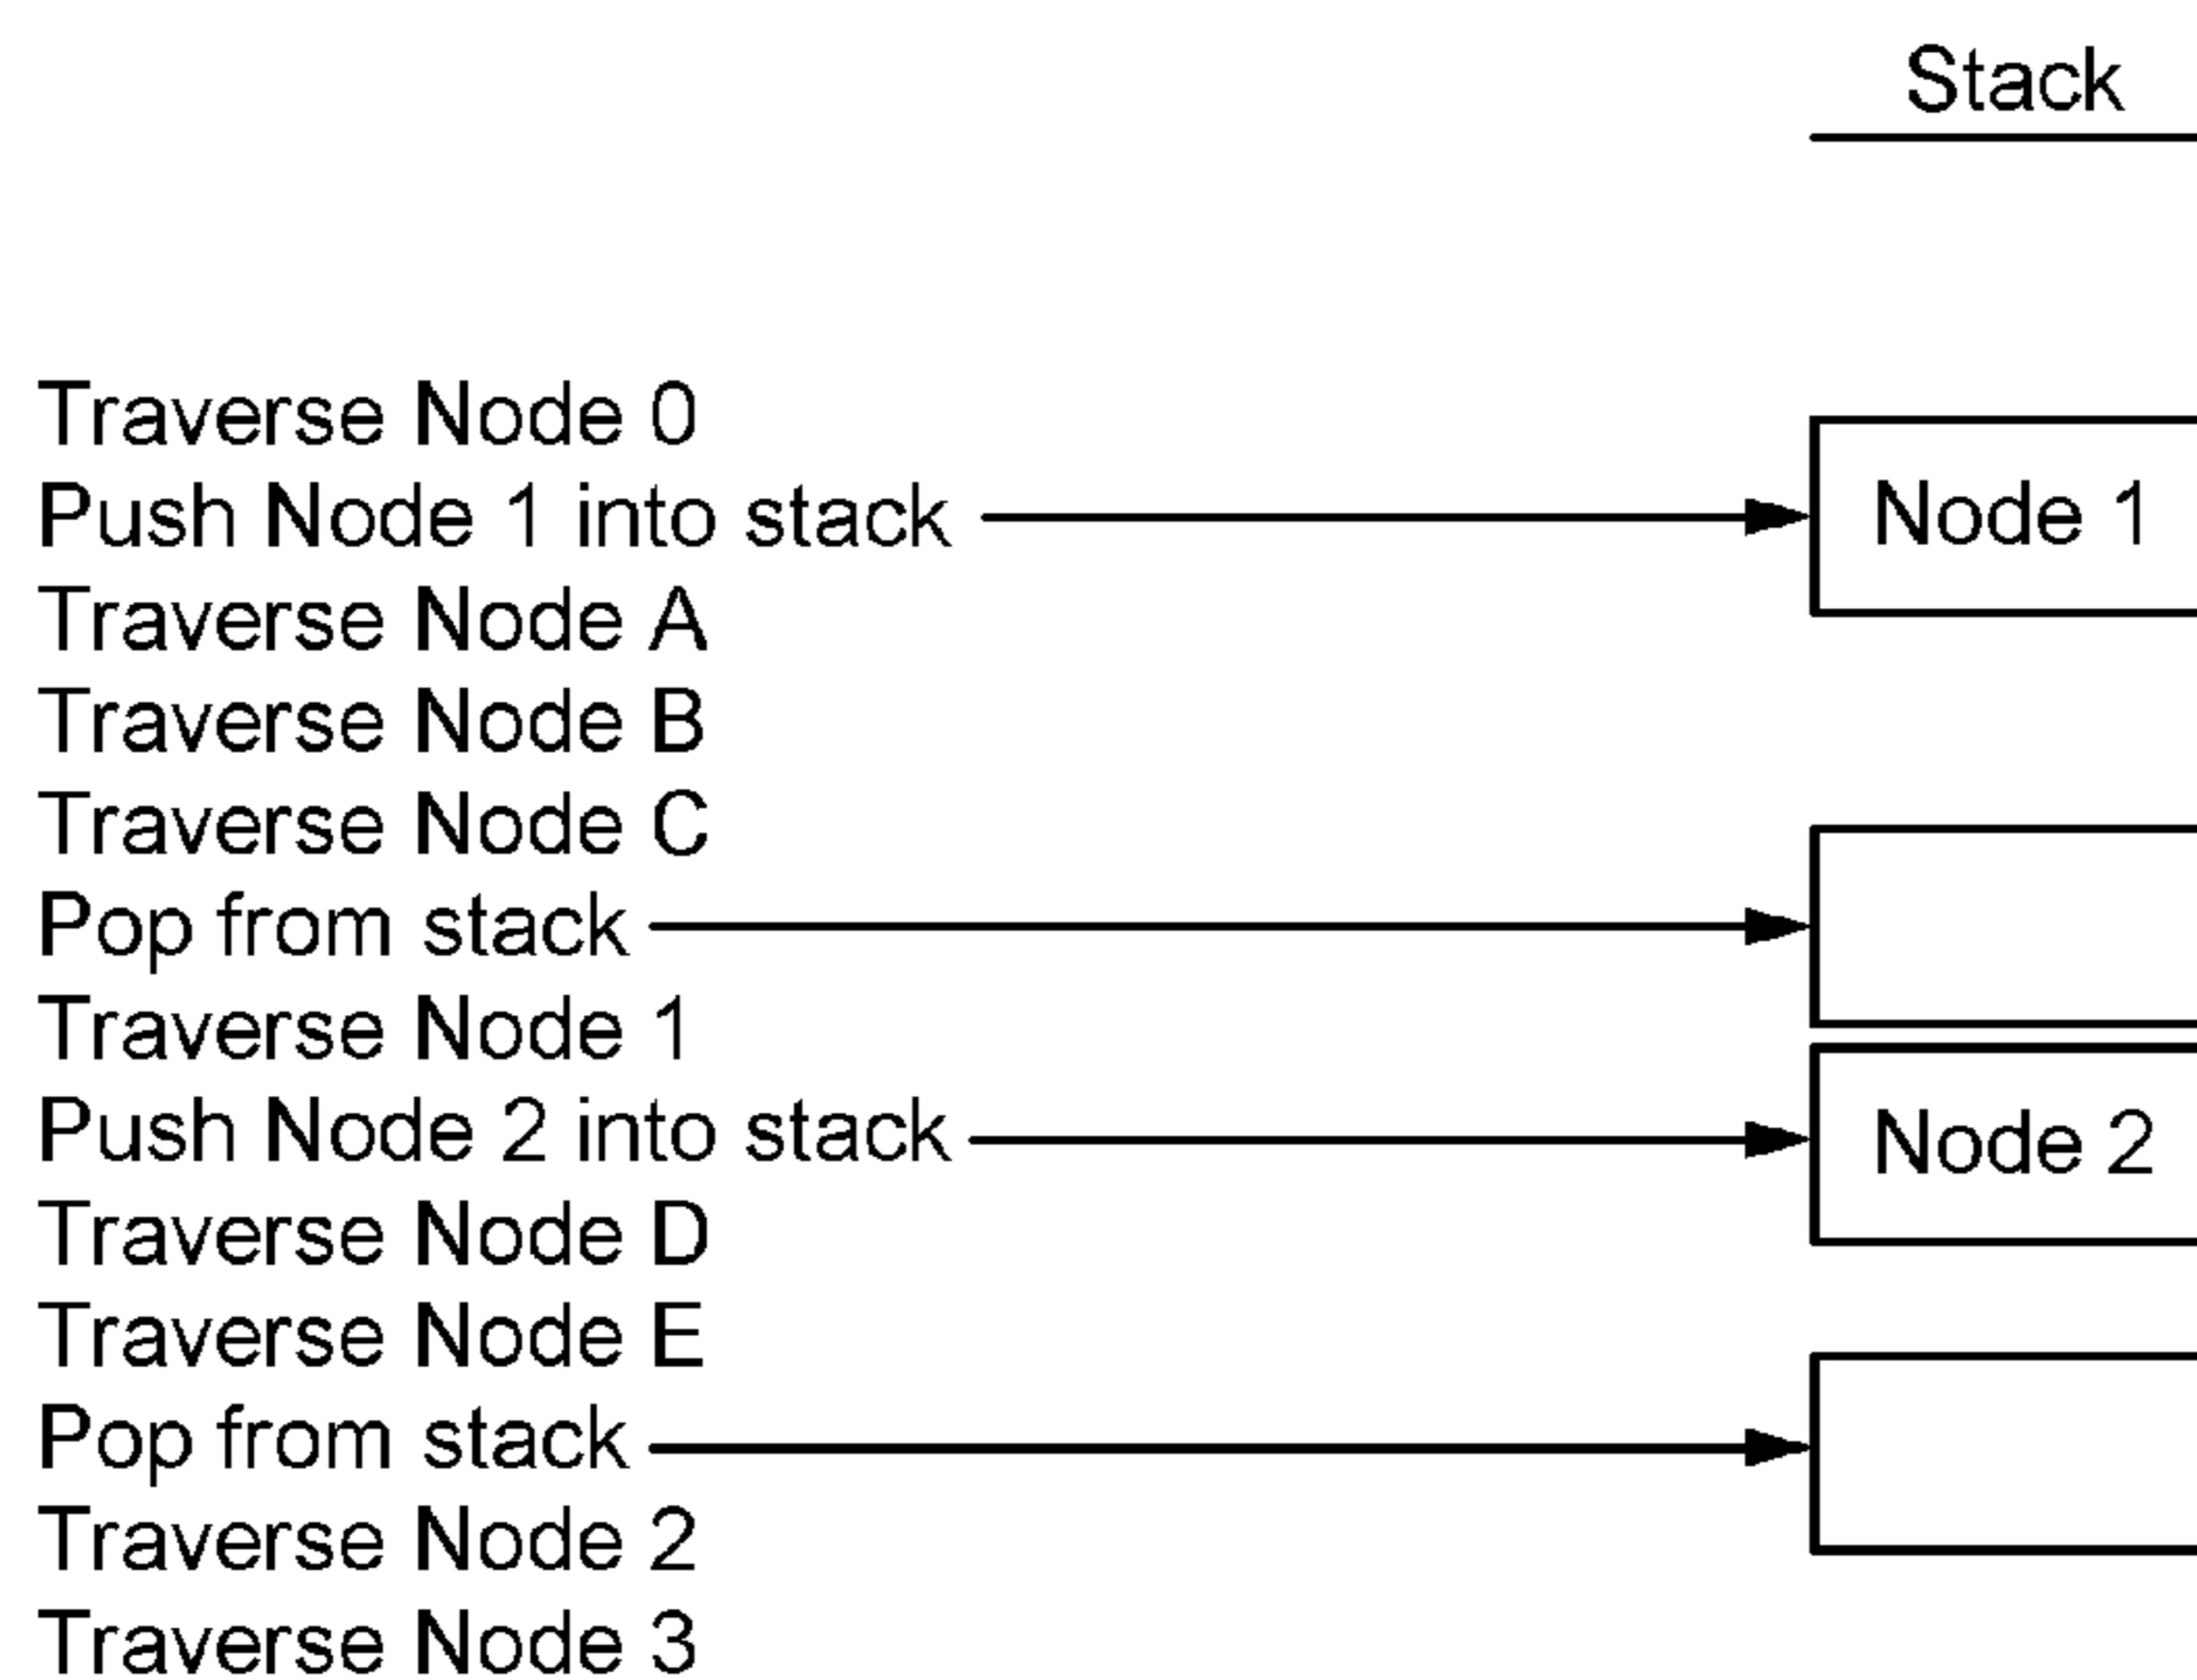 Stack
Traverse Node 0
Push Node 1 into stack
Node 1
Traverse Node A
Traverse Node B
Traverse Node C
Pop from stack
Traverse Node 1
Push Node 2 into stack
Node 2
Traverse Node D
Traverse Node E
Pop from stack
Traverse Node 2
Traverse Node 3